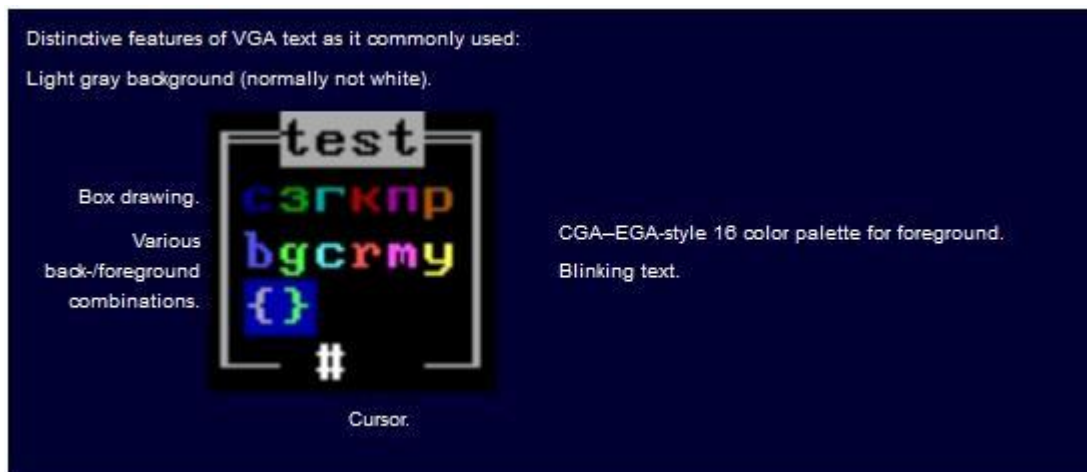 Distinctive features of VGA text as it commonly used:
Light gray background (normally not white).
test
Box drawing.
сзгкпр
Various
back-/foreground
combinations.
bgcrmy
{}
#
CGA–EGA-style 16 color palette for foreground.
Blinking text.
Cursor.